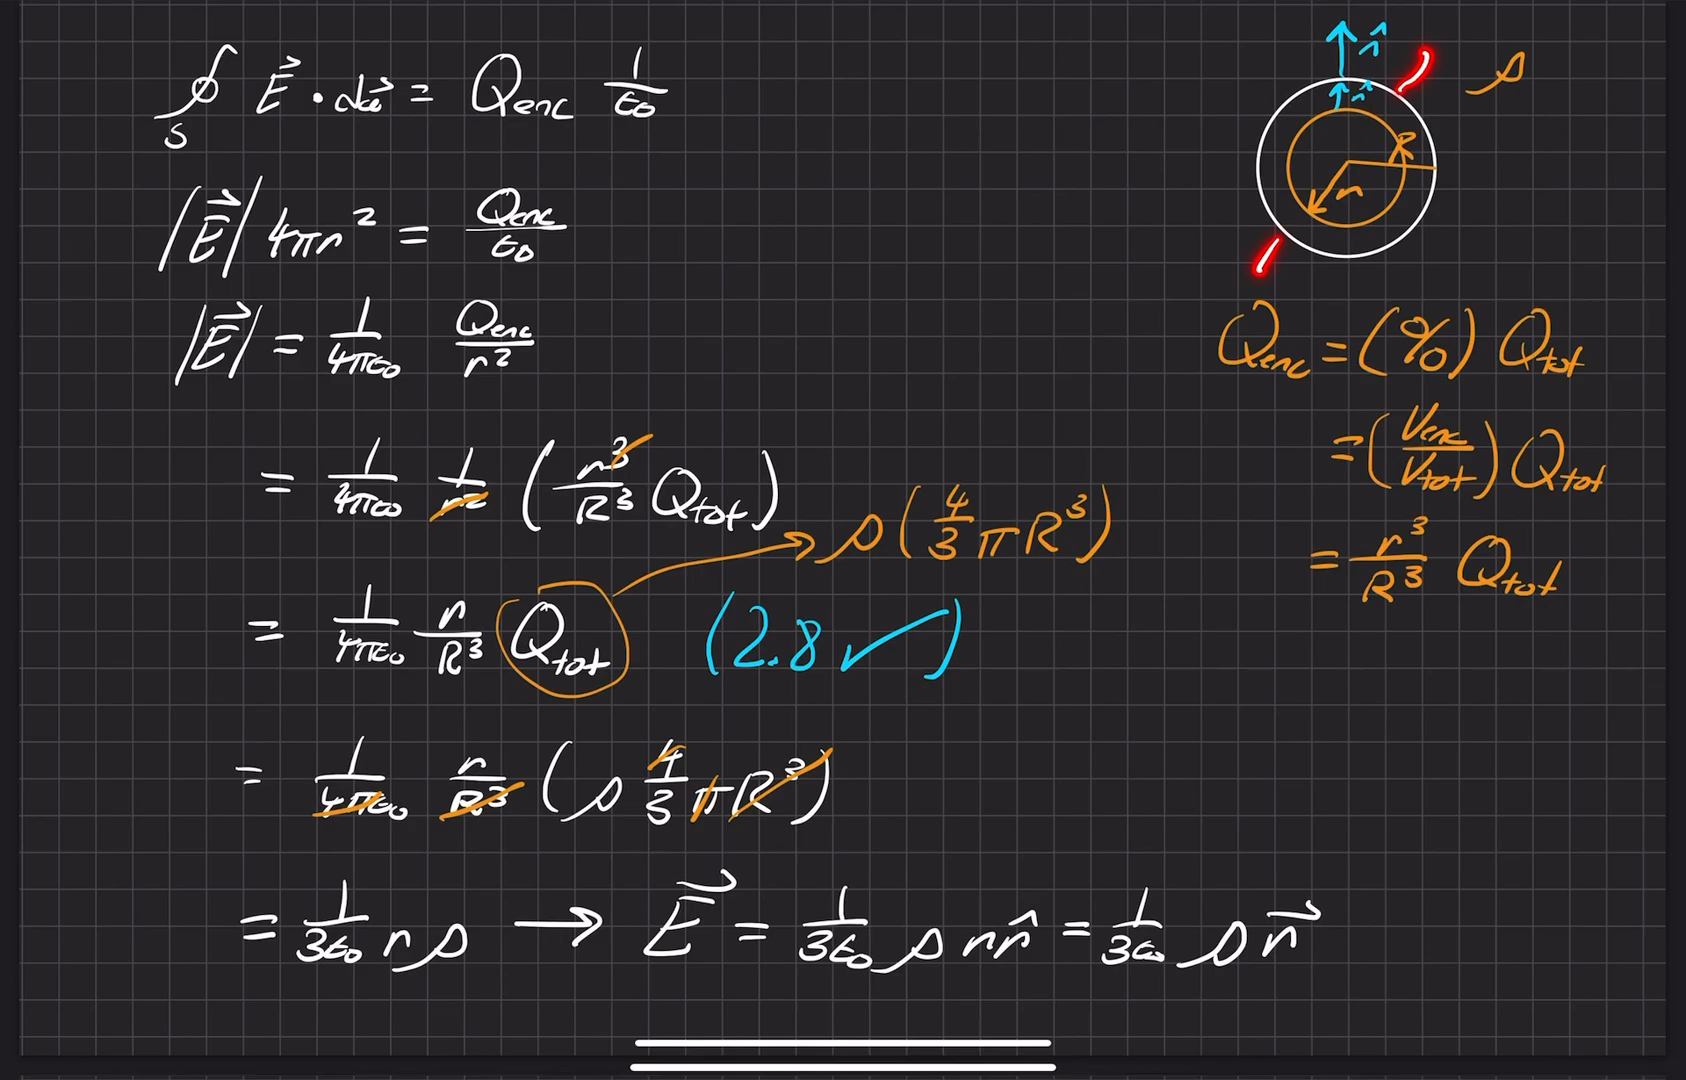 ∮_S E⃗ · da⃗ = Q_enc 1/ε₀
|E⃗| 4πr² = Q_enc/ε₀
|E⃗| = 1/(4πε₀) Q_enc/r²
= 1/(4πε₀) 1/r² (r³/R³ Q_tot)
→ ρ(4/3 πR³)
= 1/(4πε₀) r/R³ Q_tot (2.8 ✓)
= 1/(4πε₀) r/R³ (ρ 4/3 πR³)
= 1/(3ε₀) rρ → E⃗ = 1/(3ε₀) ρ r r̂ = 1/(3ε₀) ρ r⃗
r̂
r̂
ρ
R
r
Q_enc = (%) Q_tot
= (V_enc/V_tot) Q_tot
= r³/R³ Q_tot